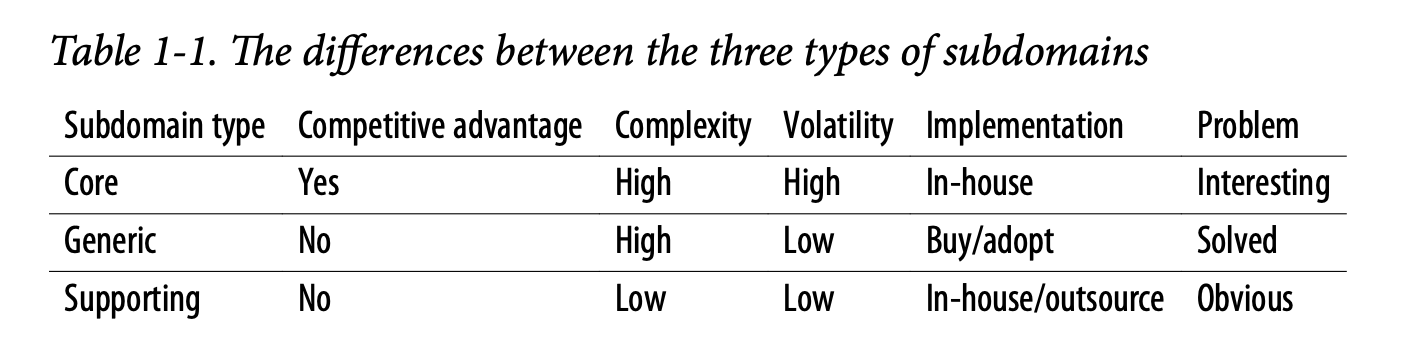 Table 1-1. The differences between the three types of subdomains
Subdomain type Competitive advantage Complexity Volatility Implementation Problem
Core Yes High High In-house Interesting
Generic No High Low Buy/adopt Solved
Supporting No Low Low In-house/outsource Obvious